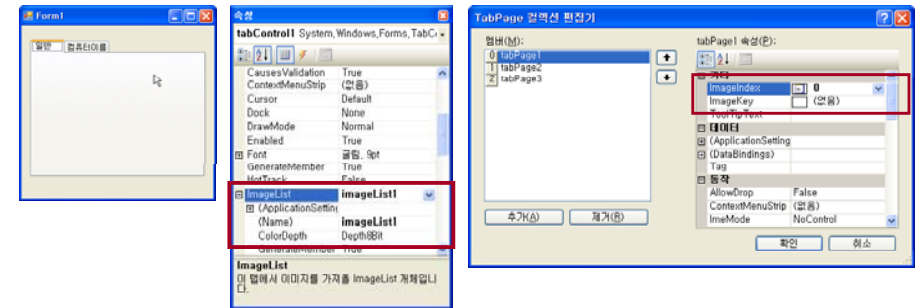 Form1
일반 컴퓨터이름
속성
tabControl1 System,Windows,Forms,TabC
CausesValidation True
ContextMenuStrip (없음)
Cursor Default
Dock None
DrawMode Normal
Enabled True
Font 굴림, 9pt
GenerateMember True
HotTrack False
ImageList imageList1
(ApplicationSettin
(Name) imageList1
ColorDepth Depth8Bit
GenerateMember True
ImageList
이 탭에서 이미지를 가져올 ImageList 개체입니
다.
TabPage 컬렉션 편집기
멤버(M):
0 tabPage1
1 tabPage2
2 tabPage3
추가(A) 제거(R)
tabPage1 속성(P):
기타
ImageIndex 0
ImageKey (없음)
ToolTipText
데이터
(ApplicationSetting
(DataBindings)
Tag
동작
AllowDrop False
ContextMenuStrip (없음)
ImeMode NoControl
확인 취소